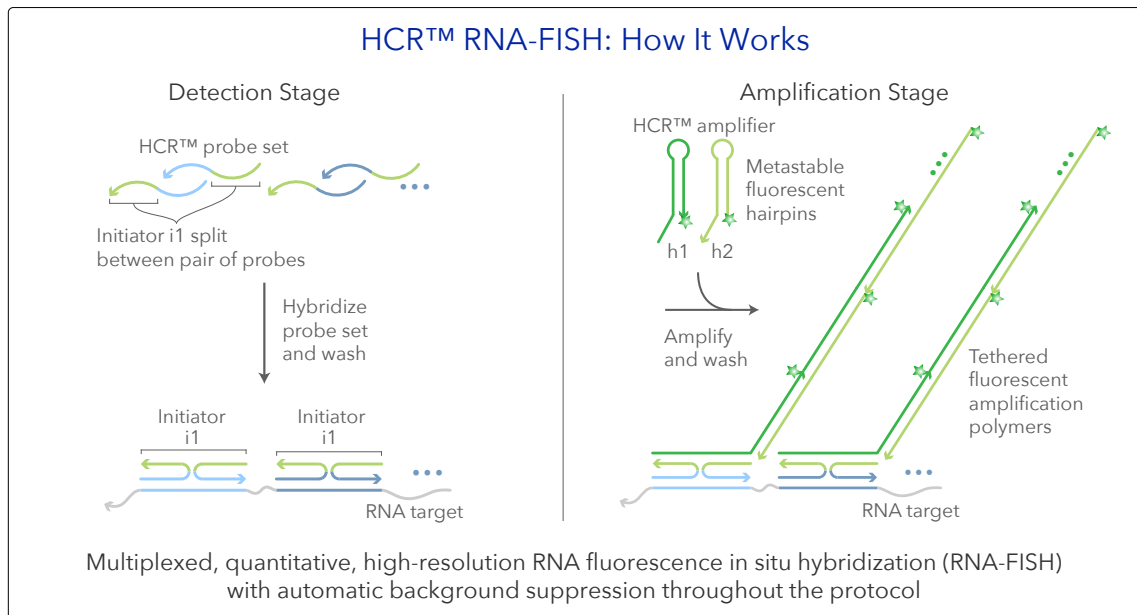 HCR™ RNA-FISH: How It Works
Detection Stage
HCR™ probe set
Initiator i1 split
between pair of probes
Hybridize
probe set
and wash
Initiator
i1
Initiator
i1
RNA target
Amplification Stage
HCR™ amplifier
Metastable
fluorescent
hairpins
h1
h2
Amplify
and wash
Tethered
fluorescent
amplification
polymers
RNA target
Multiplexed, quantitative, high-resolution RNA fluorescence in situ hybridization (RNA-FISH)
with automatic background suppression throughout the protocol